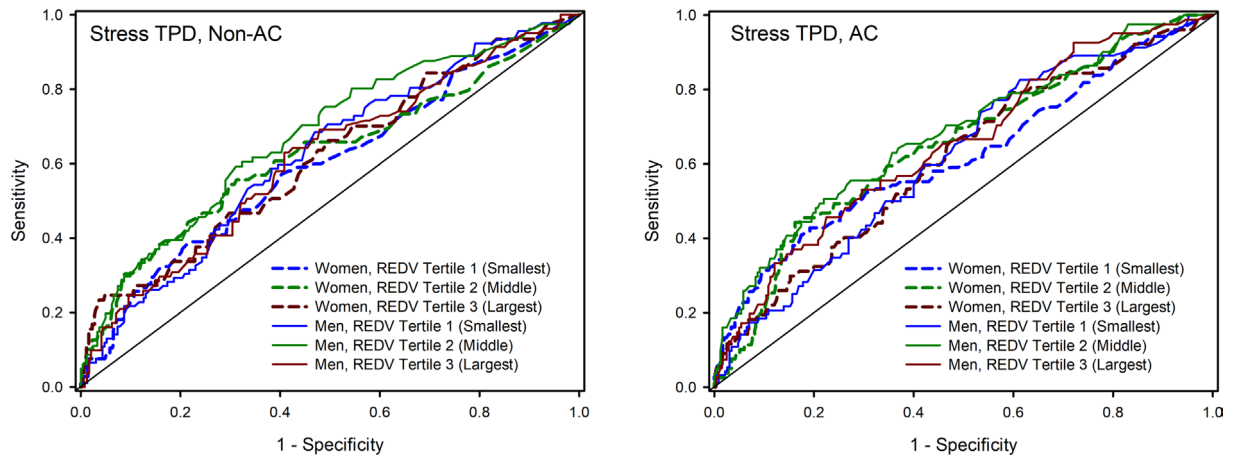 Stress TPD, Non-AC
Sensitivity
1.0
0.8
0.6
0.4
0.2
0.0
Women, REDV Tertile 1 (Smallest)
Women, REDV Tertile 2 (Middle)
Women, REDV Tertile 3 (Largest)
Men, REDV Tertile 1 (Smallest)
Men, REDV Tertile 2 (Middle)
Men, REDV Tertile 3 (Largest)
0.0 0.2 0.4 0.6 0.8 1.0
1 - Specificity
Stress TPD, AC
Sensitivity
1.0
0.8
0.6
0.4
0.2
0.0
Women, REDV Tertile 1 (Smallest)
Women, REDV Tertile 2 (Middle)
Women, REDV Tertile 3 (Largest)
Men, REDV Tertile 1 (Smallest)
Men, REDV Tertile 2 (Middle)
Men, REDV Tertile 3 (Largest)
0.0 0.2 0.4 0.6 0.8 1.0
1 - Specificity